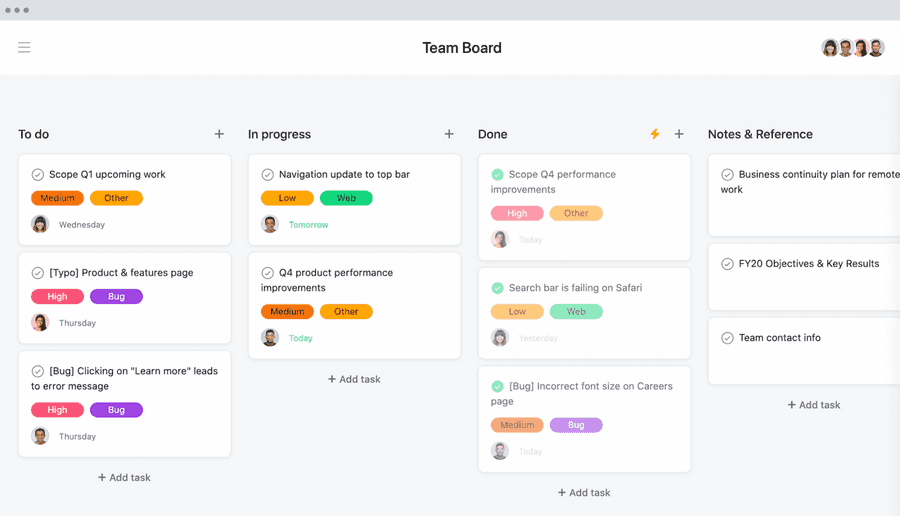 Team Board
To do
Scope Q1 upcoming work
Medium Other
Wednesday
[Typo] Product & features page
High Bug
Thursday
[Bug] Clicking on "Learn more" leads
to error message
High Bug
Thursday
+ Add task
In progress
Navigation update to top bar
Low Web
Tomorrow
Q4 product performance
improvements
Medium Other
Today
+ Add task
Done
Scope Q4 performance
improvements
High Other
Today
Search bar is failing on Safari
Low Web
Yesterday
[Bug] Incorrect font size on Careers
page
Medium Bug
Today
+ Add task
Notes & Reference
Business continuity plan for remote
work
FY20 Objectives & Key Results
Team contact info
+ Add task